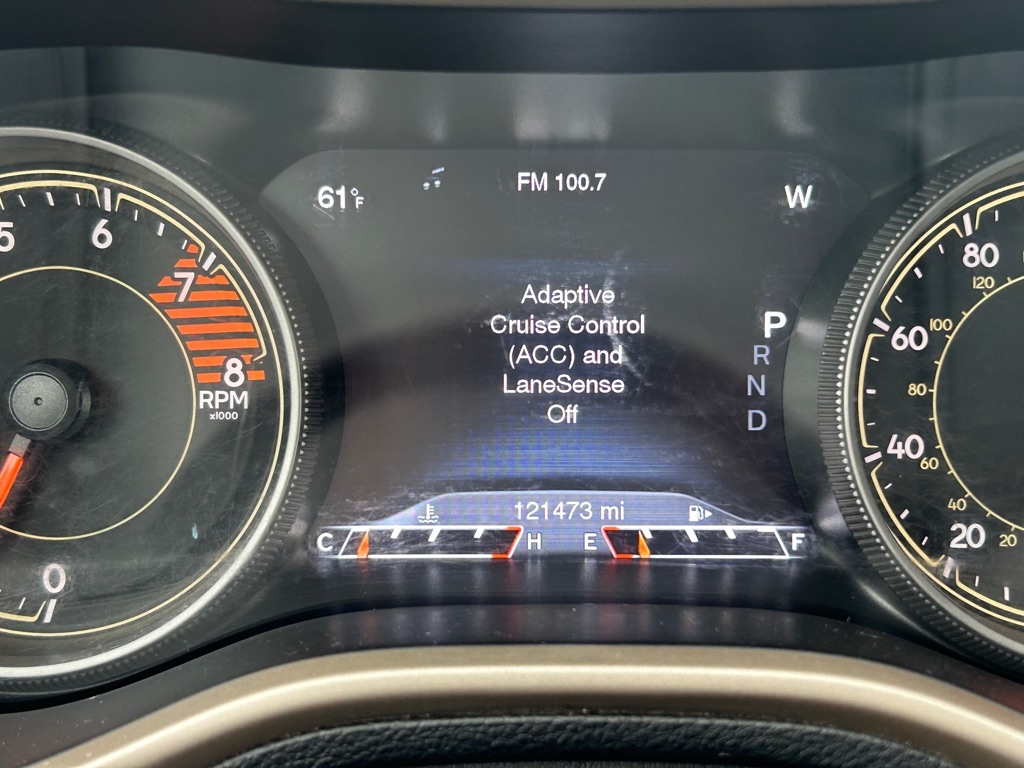 61°F
FM 100.7
W
Adaptive
Cruise Control
(ACC) and
LaneSense
Off
P
R
N
D
121473 mi
C H E F
5
6
7
8
RPM
x1000
0
80
120
60
100
80
40
60
40
20
20